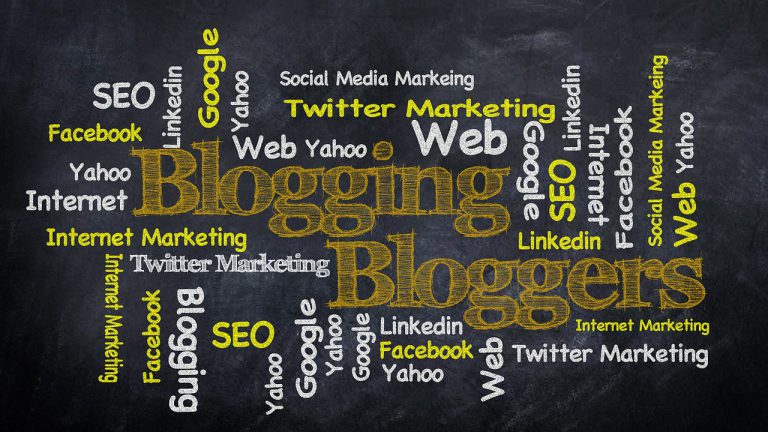 SEO
Linkedin
Google
Yahoo
Social Media Markeing
Twitter Marketing
Facebook
Web
Yahoo
Web
Google
Linkedin
Internet
SEO
Facebook
Social Media Markeing
Yahoo
Web
Yahoo
Internet
Blogging
Internet Marketing
Twitter Marketing
Bloggers
Linkedin
Internet Marketing
Facebook
Blogging
SEO
Yahoo
Google
Yahoo
Google
Linkedin
Facebook
Yahoo
Web
Internet Marketing
Twitter Marketing